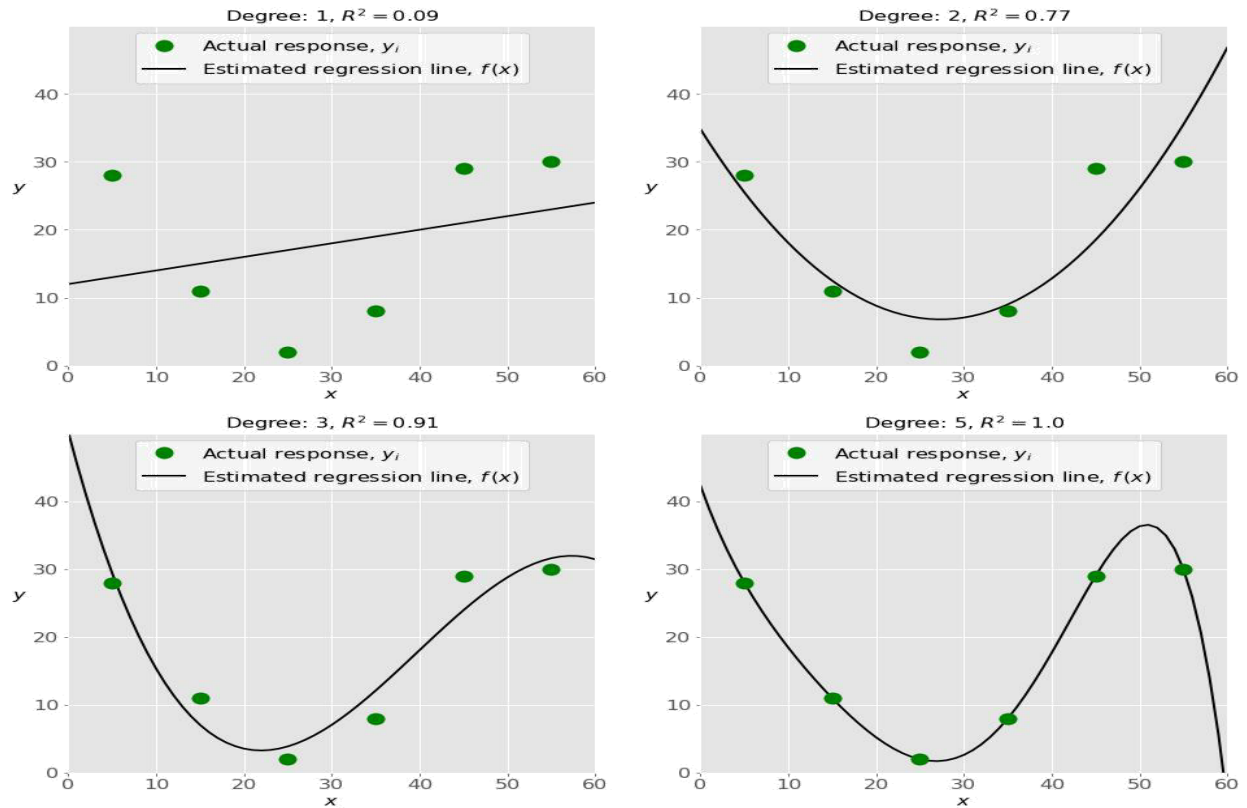 Degree: 1, R² = 0.09
Actual response, yᵢ
Estimated regression line, f(x)
40
30
y
20
10
0
0 10 20 30 40 50 60
x
Degree: 2, R² = 0.77
Actual response, yᵢ
Estimated regression line, f(x)
40
30
y
20
10
0
0 10 20 30 40 50 60
x
Degree: 3, R² = 0.91
Actual response, yᵢ
Estimated regression line, f(x)
40
30
y
20
10
0
0 10 20 30 40 50 60
x
Degree: 5, R² = 1.0
Actual response, yᵢ
Estimated regression line, f(x)
40
30
y
20
10
0
0 10 20 30 40 50 60
x